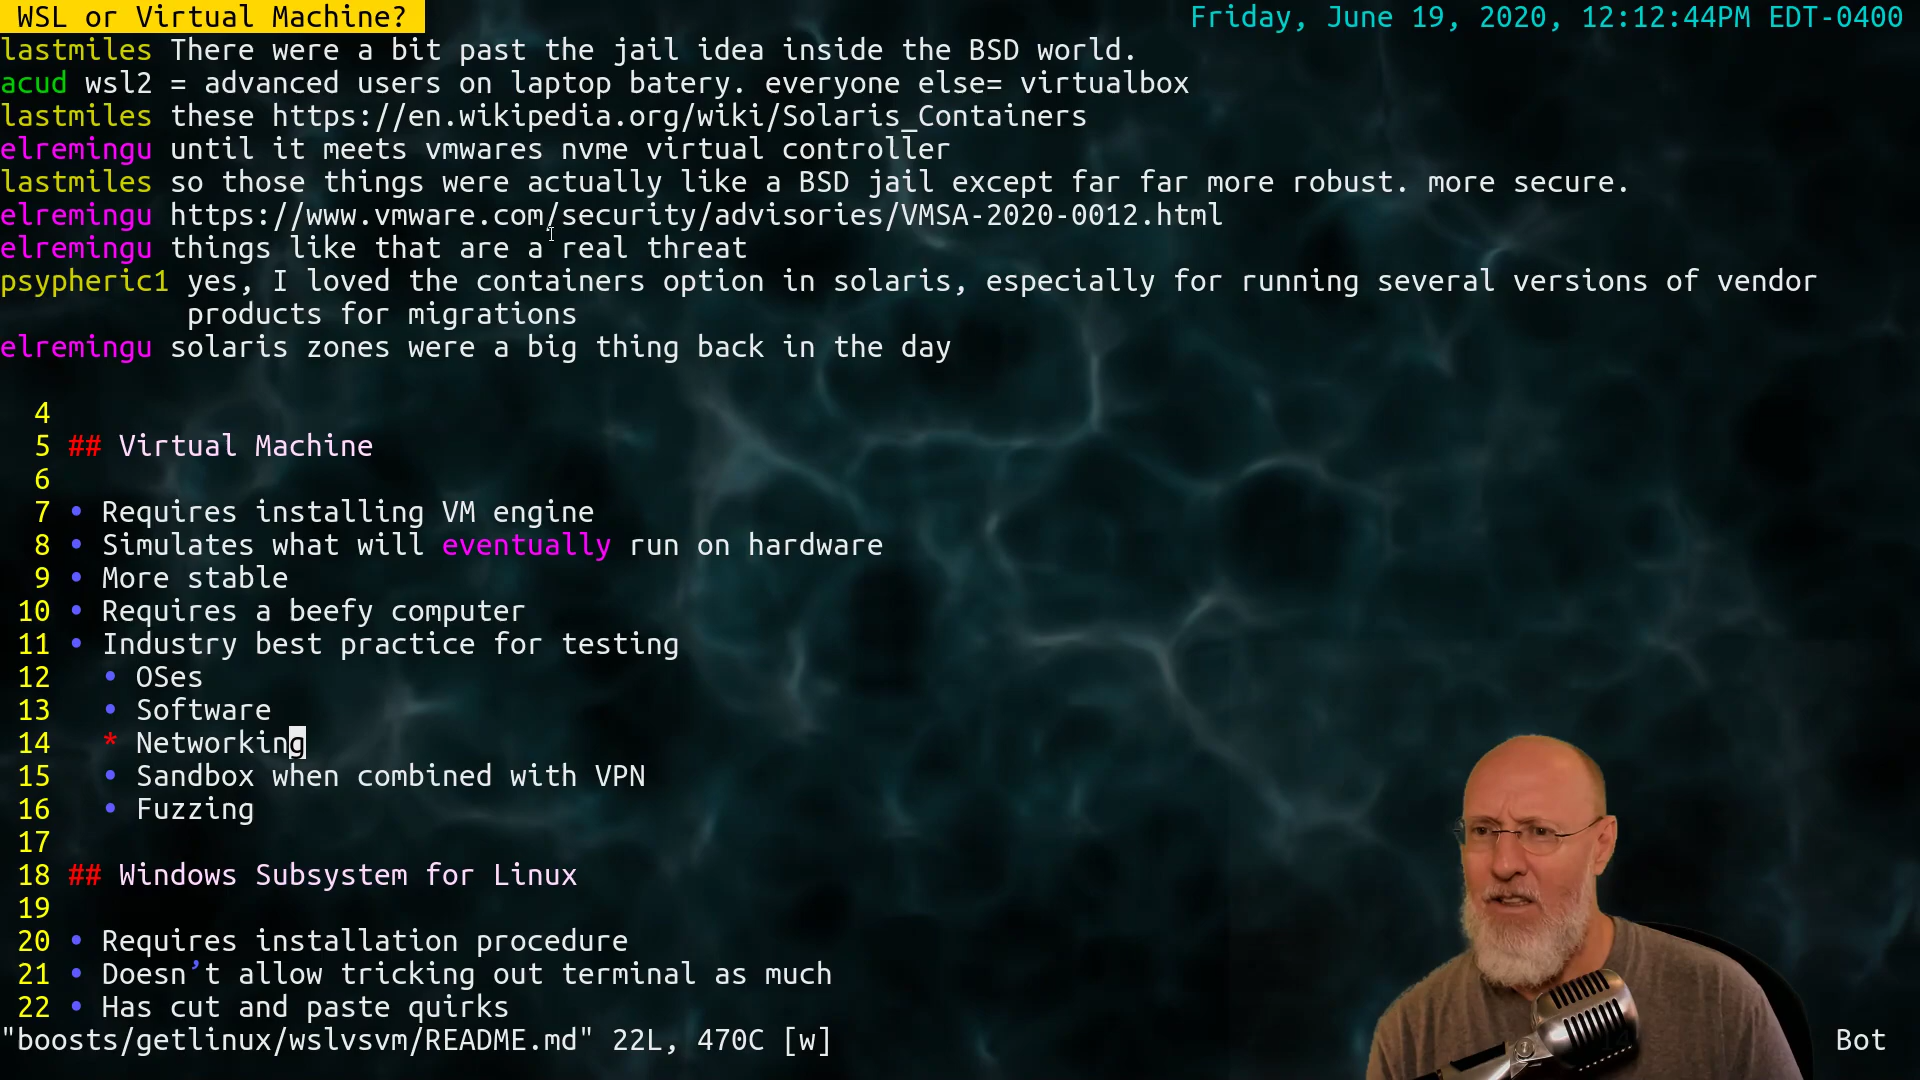 WSL or Virtual Machine?
Friday, June 19, 2020, 12:12:44PM EDT-0400
lastmiles There were a bit past the jail idea inside the BSD world.
acud wsl2 = advanced users on laptop batery. everyone else= virtualbox
lastmiles these https://en.wikipedia.org/wiki/Solaris_Containers
elremingu until it meets vmwares nvme virtual controller
lastmiles so those things were actually like a BSD jail except far far more robust. more secure.
elremingu https://www.vmware.com/security/advisories/VMSA-2020-0012.html
elremingu things like that are a real threat
psypheric1 yes, I loved the containers option in solaris, especially for running several versions of vendor
products for migrations
elremingu solaris zones were a big thing back in the day
4
5 ## Virtual Machine
6
7 • Requires installing VM engine
8 • Simulates what will eventually run on hardware
9 • More stable
10 • Requires a beefy computer
11 • Industry best practice for testing
12 • OSes
13 • Software
14 * Networking
15 • Sandbox when combined with VPN
16 • Fuzzing
17
18 ## Windows Subsystem for Linux
19
20 • Requires installation procedure
21 • Doesn’t allow tricking out terminal as much
22 • Has cut and paste quirks
"boosts/getlinux/wslvsvm/README.md" 22L, 470C [w]
Bot